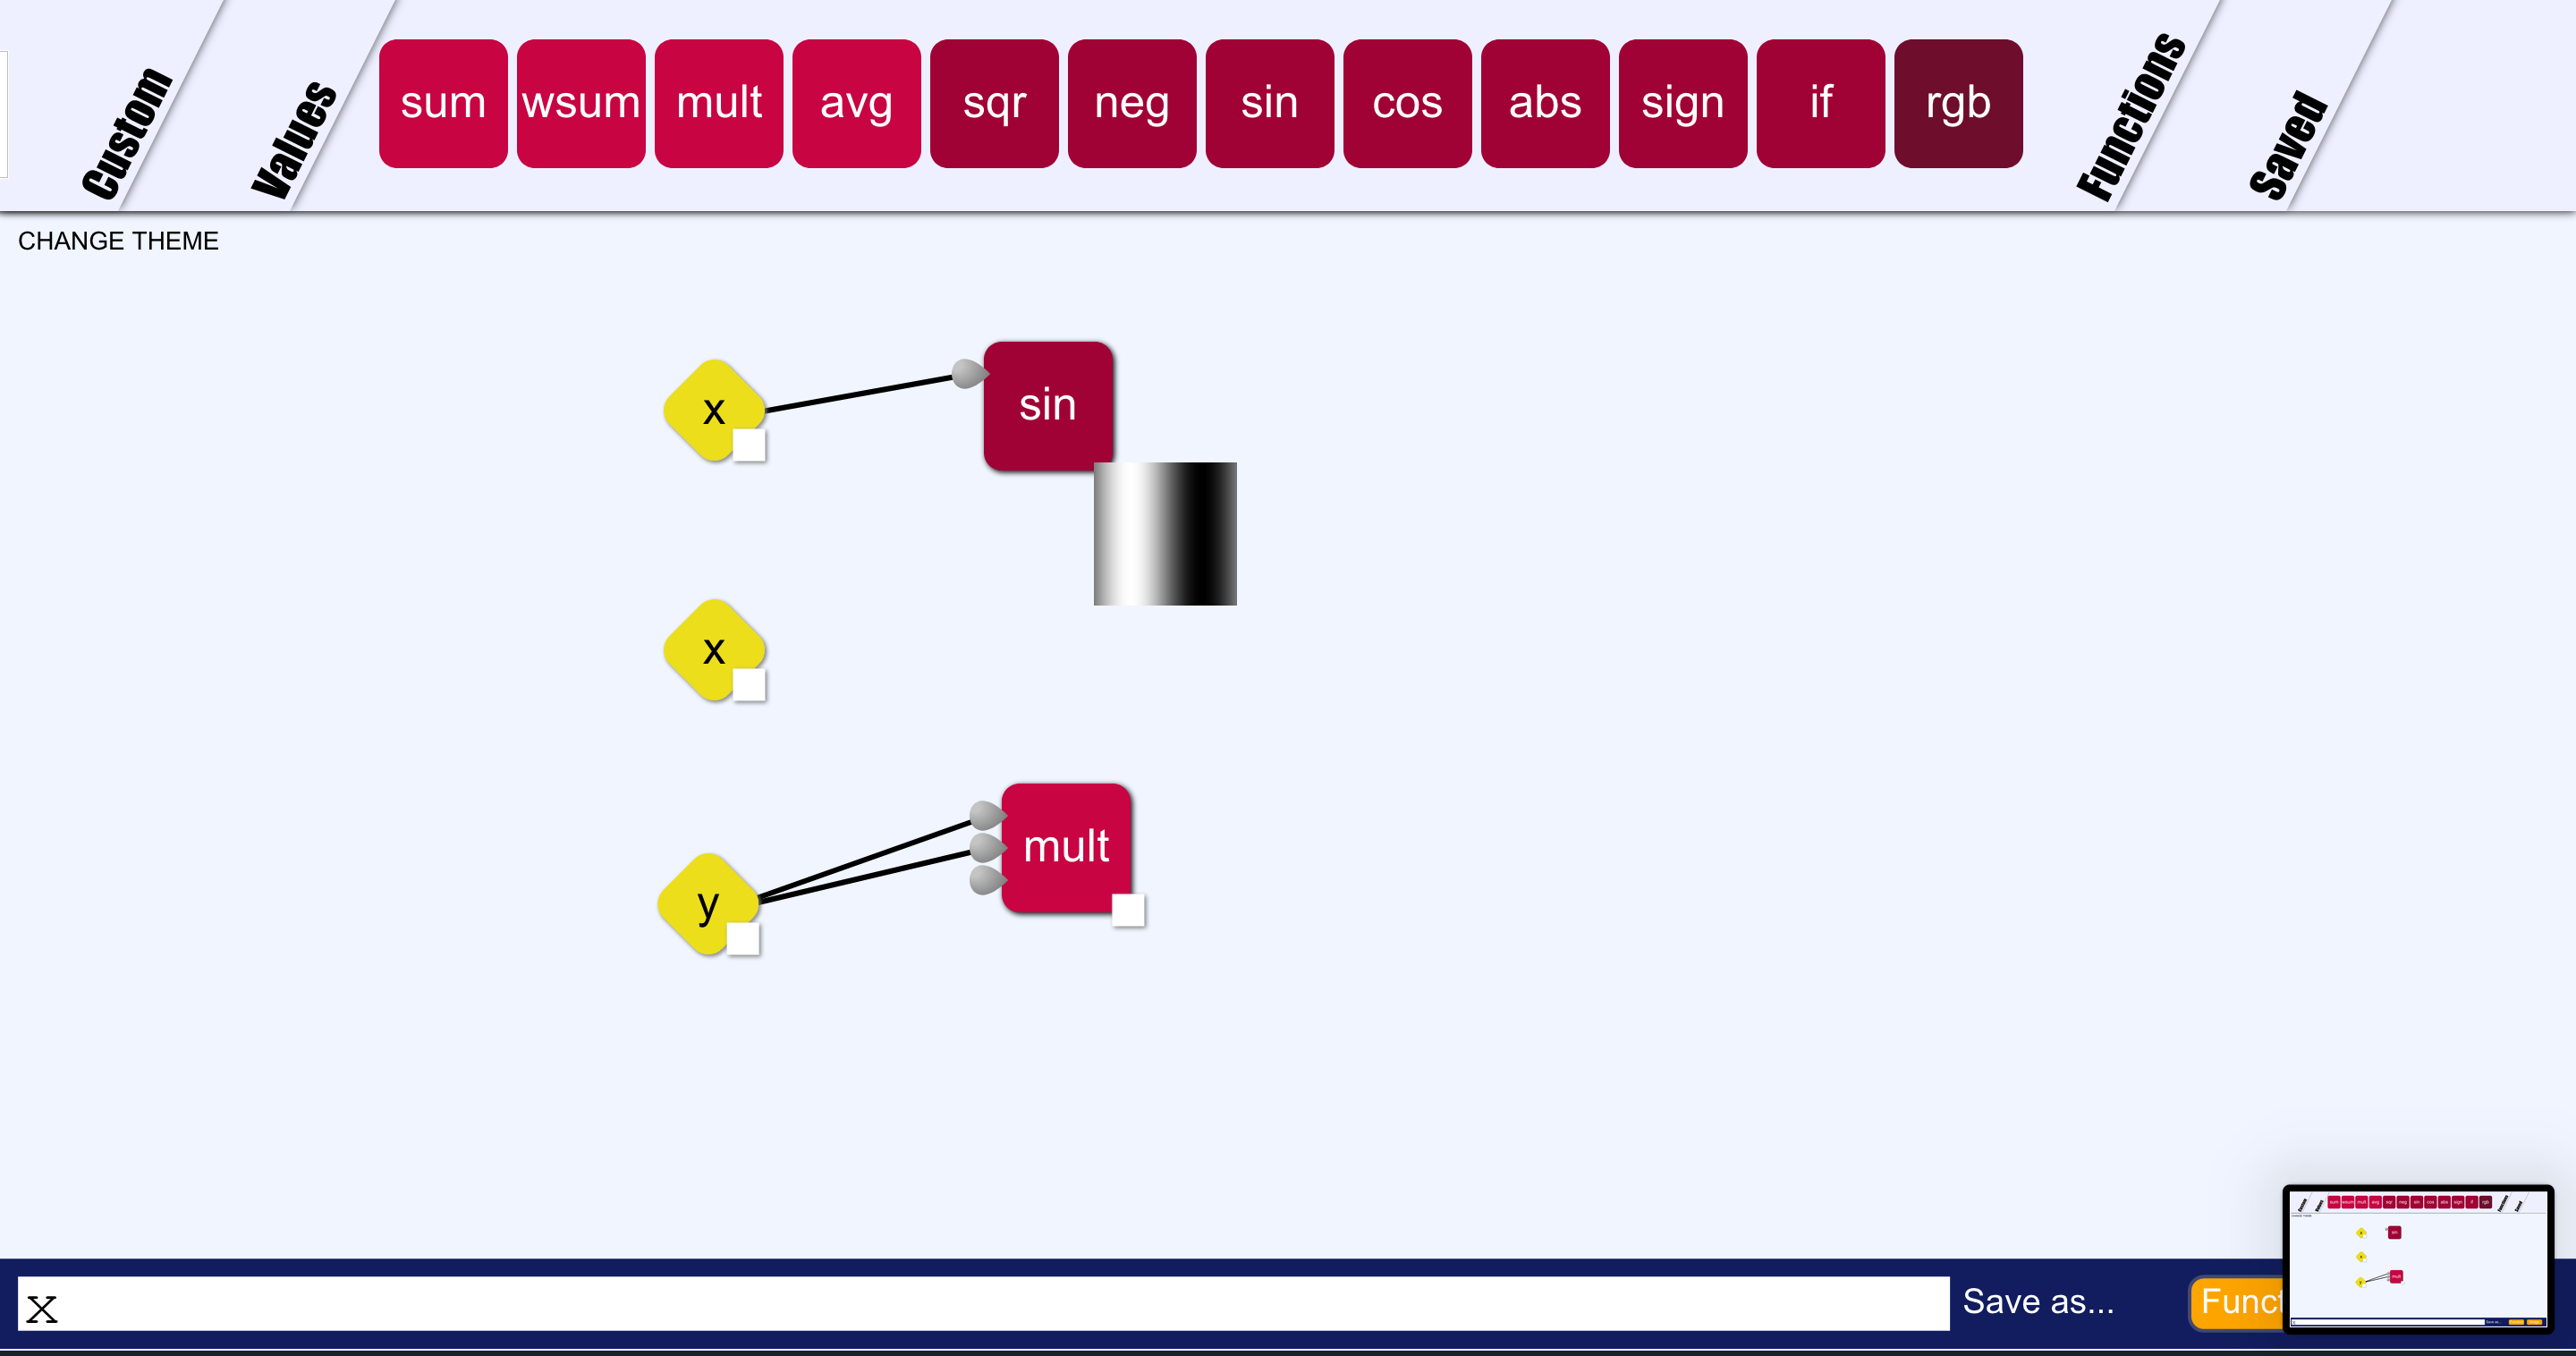 Custom
Values
sum wsum mult avg sqr neg sin cos abs sign if rgb
Functions
Saved
CHANGE THEME
x
sin
x
y
mult
x
Save as...
Funct